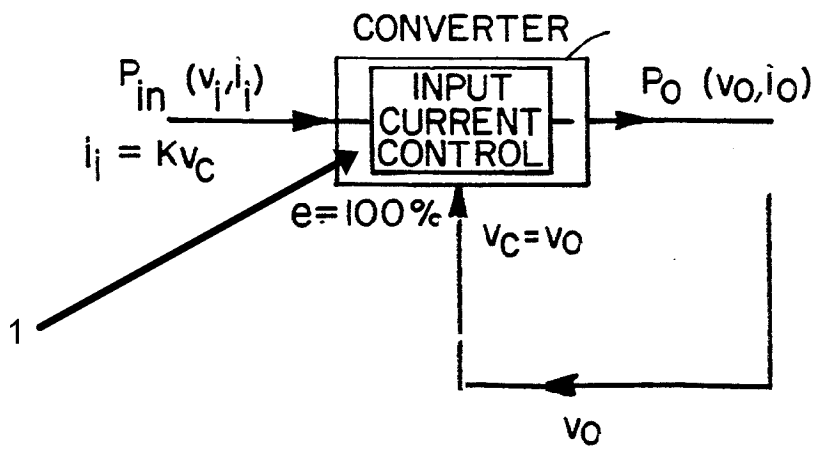 CONVERTER
P_in (v_i, i_i)
INPUT
CURRENT
CONTROL
P_O (v_O, i_O)
i_i = Kv_C
e = 100%
v_C = v_O
1
v_O